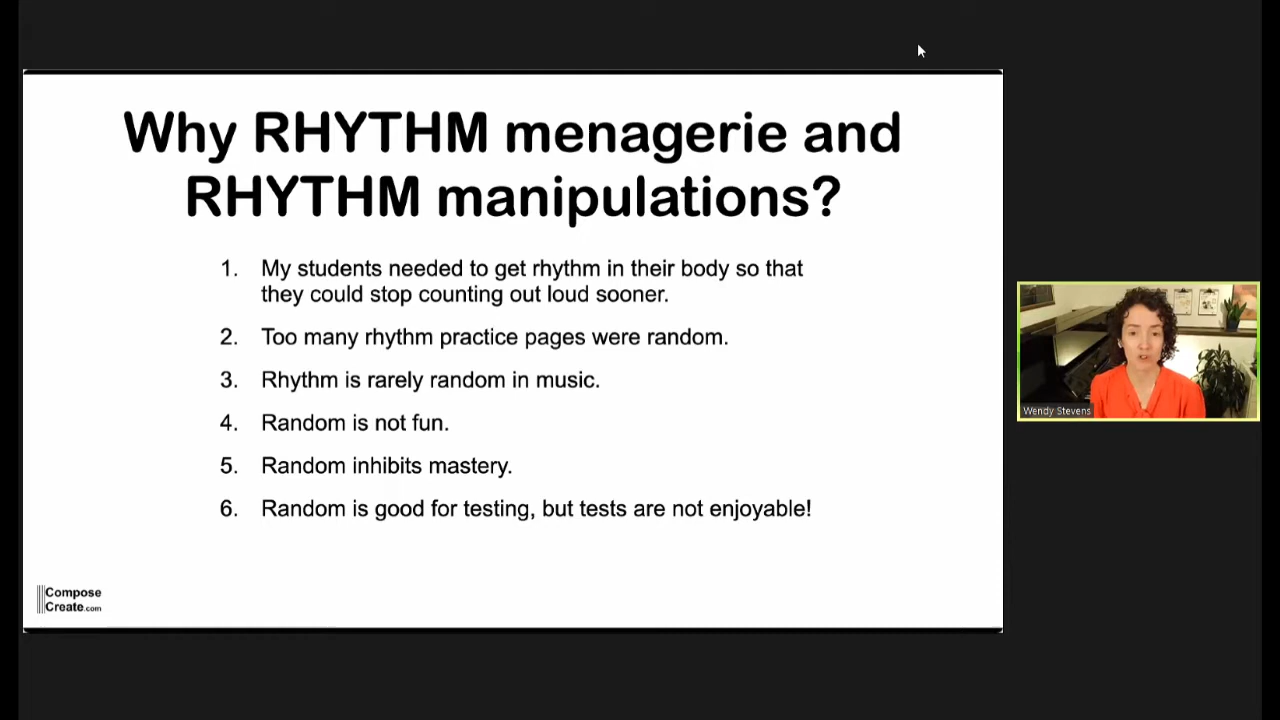 Why RHYTHM menagerie and
RHYTHM manipulations?
1. My students needed to get rhythm in their body so that
they could stop counting out loud sooner.
2. Too many rhythm practice pages were random.
3. Rhythm is rarely random in music.
4. Random is not fun.
5. Random inhibits mastery.
6. Random is good for testing, but tests are not enjoyable!
Compose
Create.com
Wendy Stevens